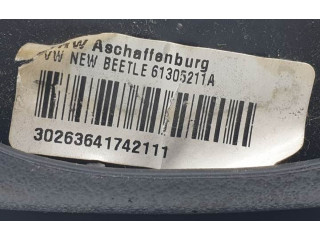 Aschaffenburg
VW NEW BEETLE 61305211A
30263641742111